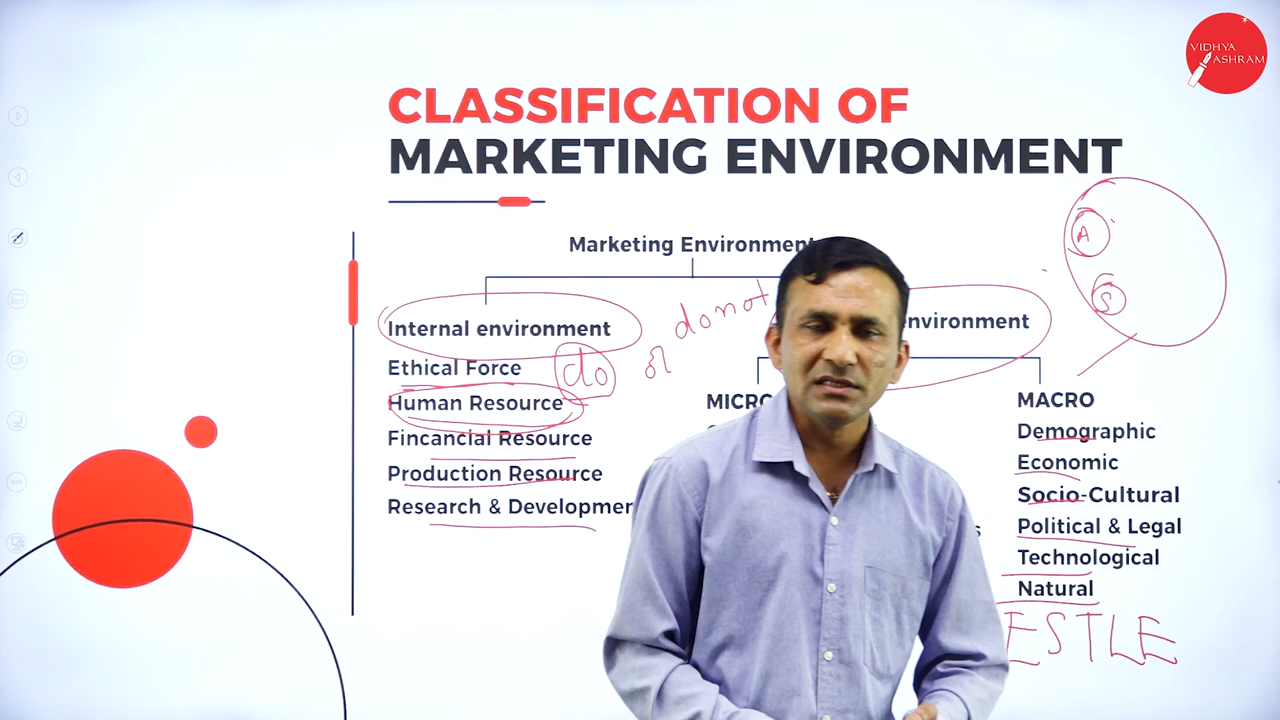 VIDHYA
ASHRAM
CLASSIFICATION OF
MARKETING ENVIRONMENT
Marketing Environment
Internal environment
Ethical Force
Human Resource
Fincancial Resource
Production Resource
Research & Developmen
do
or
donot
nvironment
MICRO
MACRO
Demographic
Economic
Socio-Cultural
Political & Legal
Technological
Natural
ESTLE
A
S